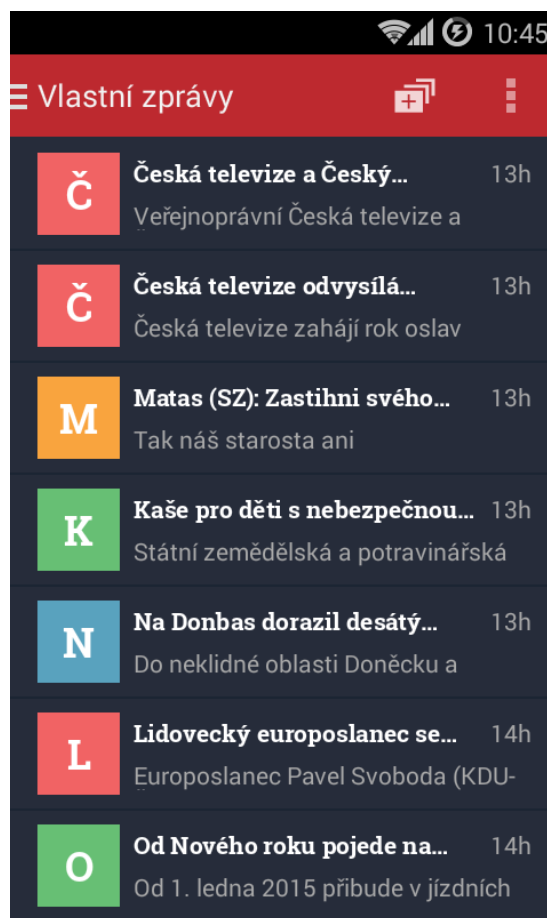 10:45
Vlastní zprávy
Č
Česká televize a Český...
13h
Veřejnoprávní Česká televize a
Č
Česká televize odvysílá...
13h
Česká televize zahájí rok oslav
M
Matas (SZ): Zastihni svého...
13h
Tak náš starosta ani
K
Kaše pro děti s nebezpečnou...
13h
Státní zemědělská a potravinářská
N
Na Donbas dorazil desátý...
13h
Do neklidné oblasti Doněcku a
L
Lidovecký europoslanec se...
14h
Europoslanec Pavel Svoboda (KDU-
O
Od Nového roku pojede na...
14h
Od 1. ledna 2015 přibude v jízdních